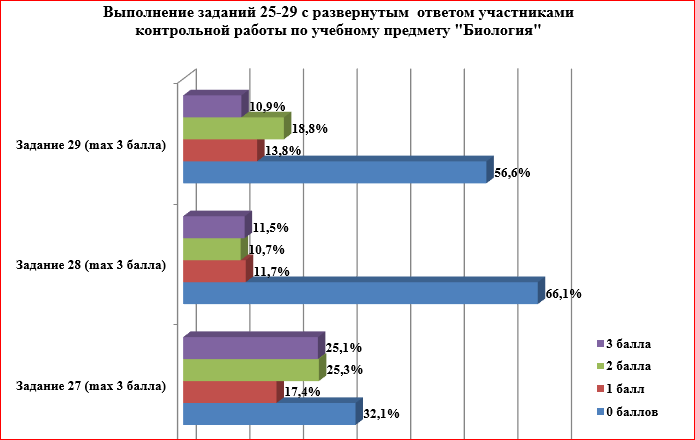 Выполнение заданий 25-29 с развернутым ответом участниками
контрольной работы по учебному предмету "Биология"
Задание 29 (max 3 балла)
10,9%
18,8%
13,8%
56,6%
Задание 28 (max 3 балла)
11,5%
10,7%
11,7%
66,1%
Задание 27 (max 3 балла)
25,1%
25,3%
17,4%
32,1%
3 балла
2 балла
1 балл
0 баллов